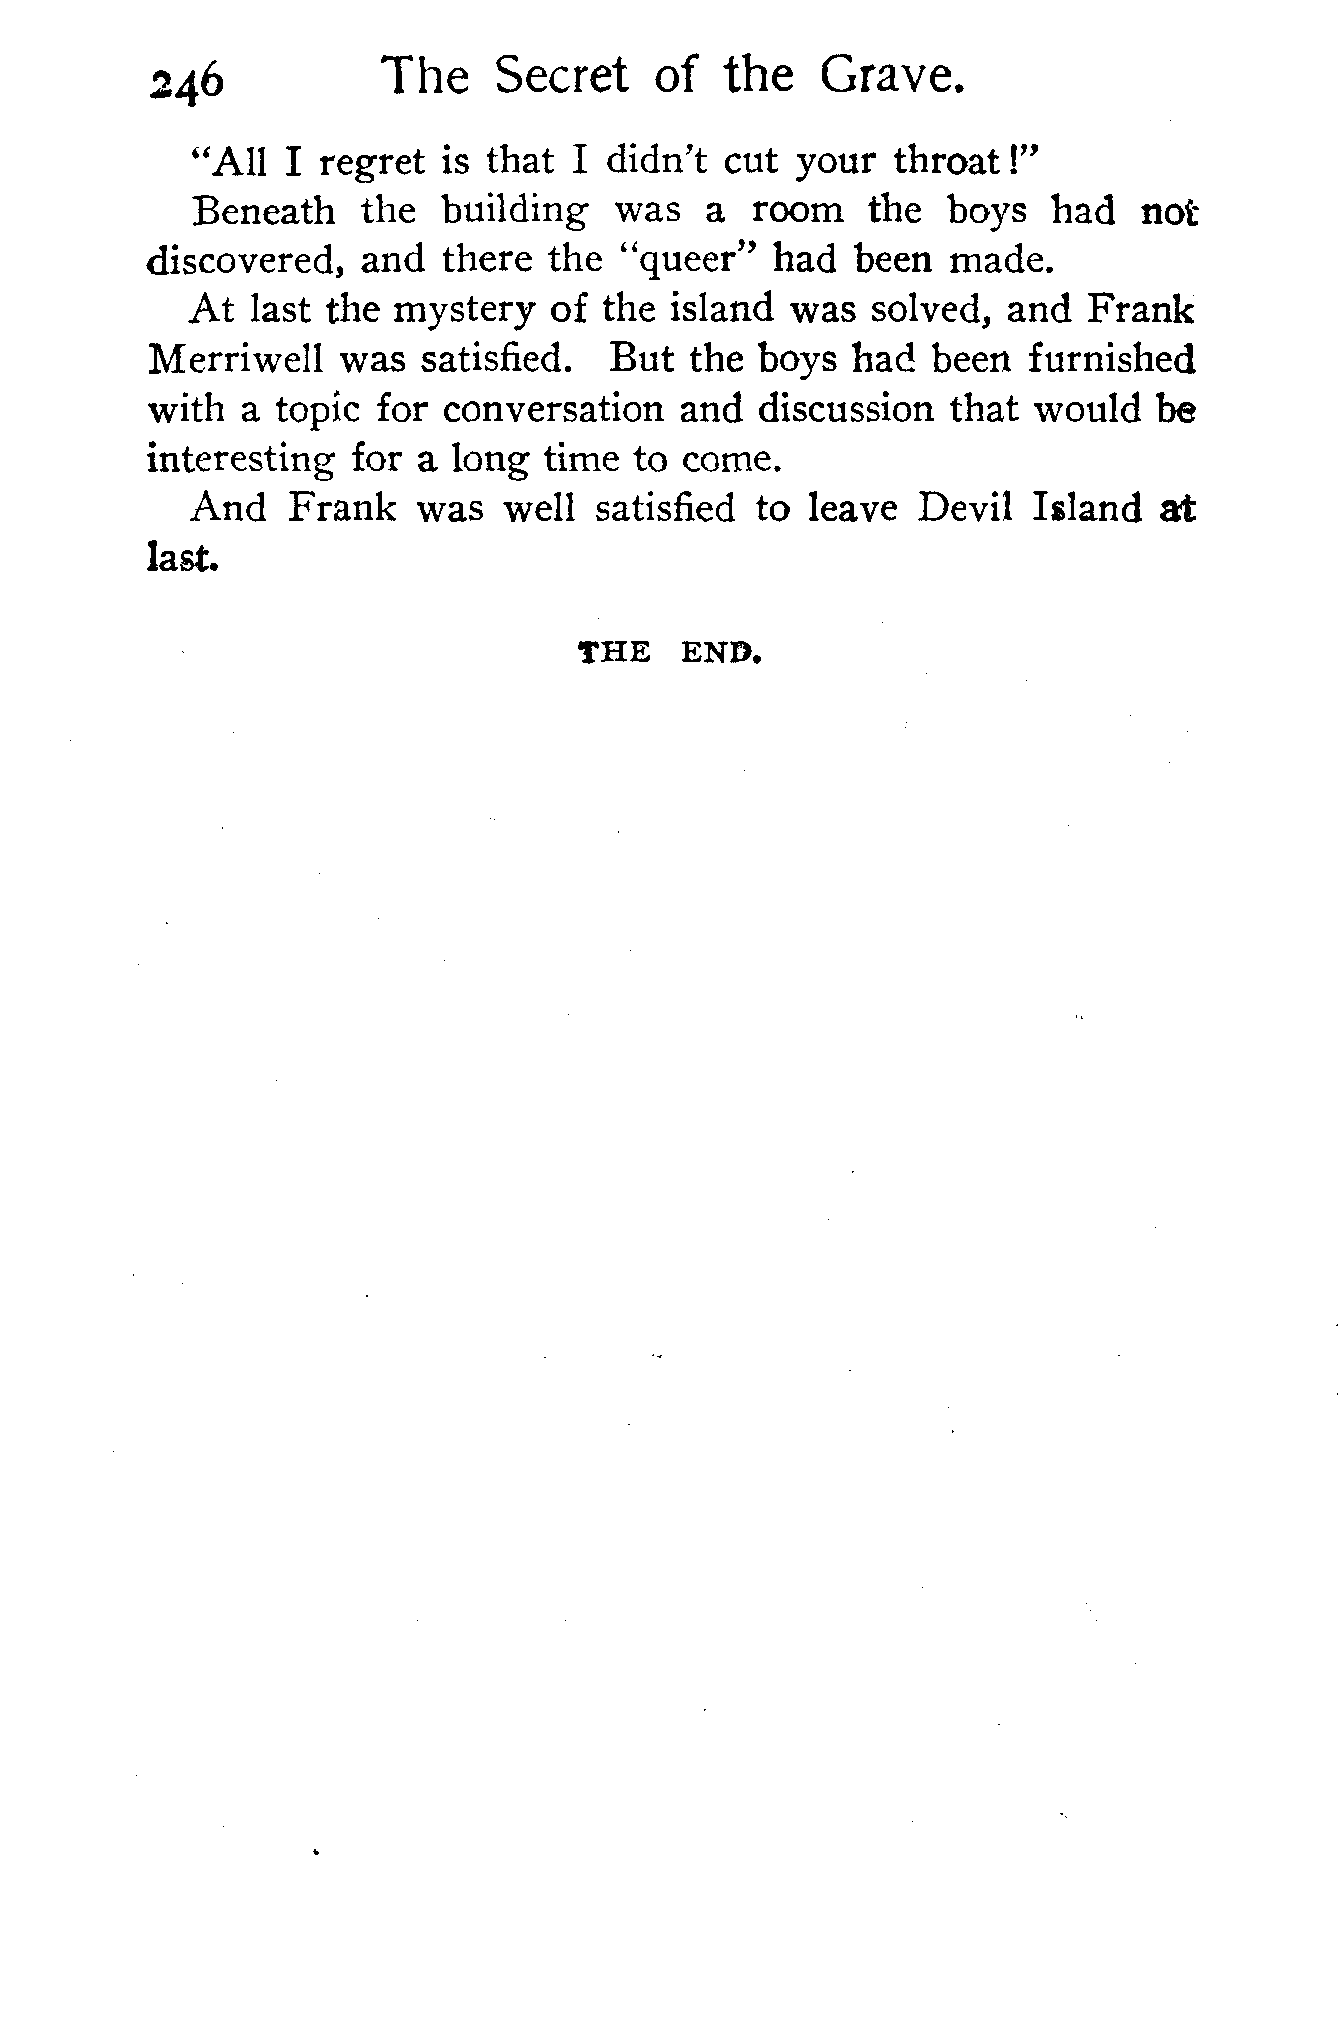 246 The Secret of the Grave.
"All I regret is that I didn't cut your throat!"
Beneath the building was a room the boys had not
discovered, and there the "queer" had been made.
At last the mystery of the island was solved, and Frank
Merriwell was satisfied. But the boys had been furnished
with a topic for conversation and discussion that would be
interesting for a long time to come.
And Frank was well satisfied to leave Devil Island at
last.
THE END.